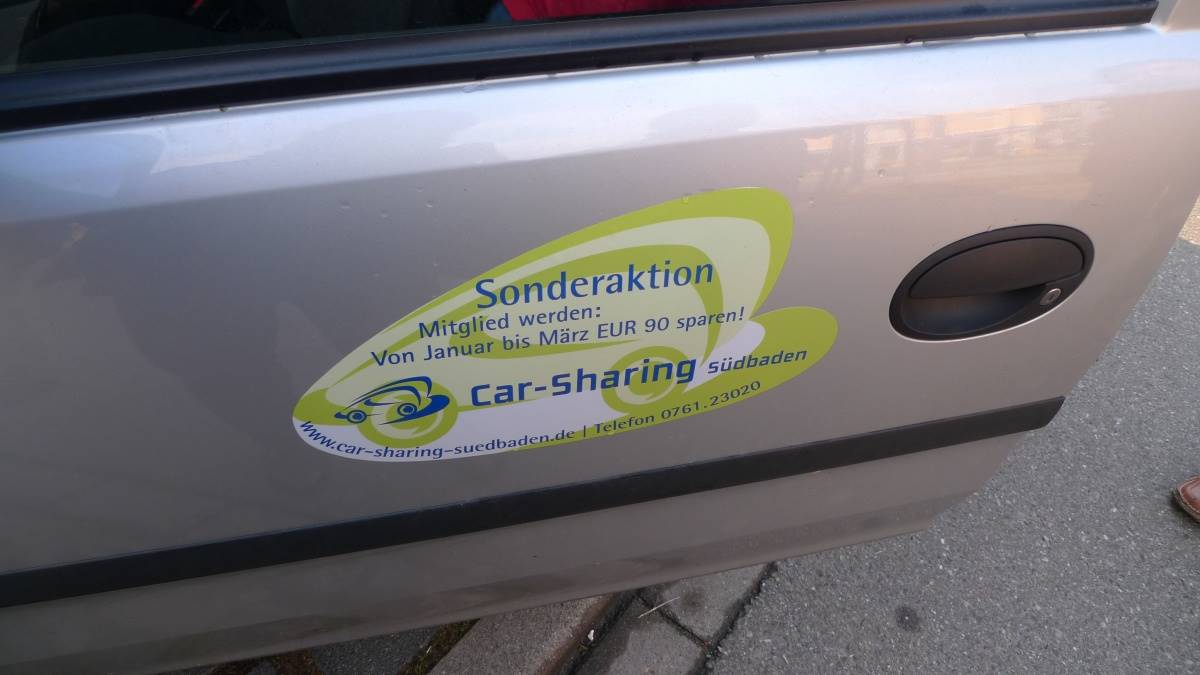 Sonderaktion
Mitglied werden:
Von Januar bis März EUR 90 sparen!
Car-Sharing südbaden
www.car-sharing-suedbaden.de | Telefon 0761.23020